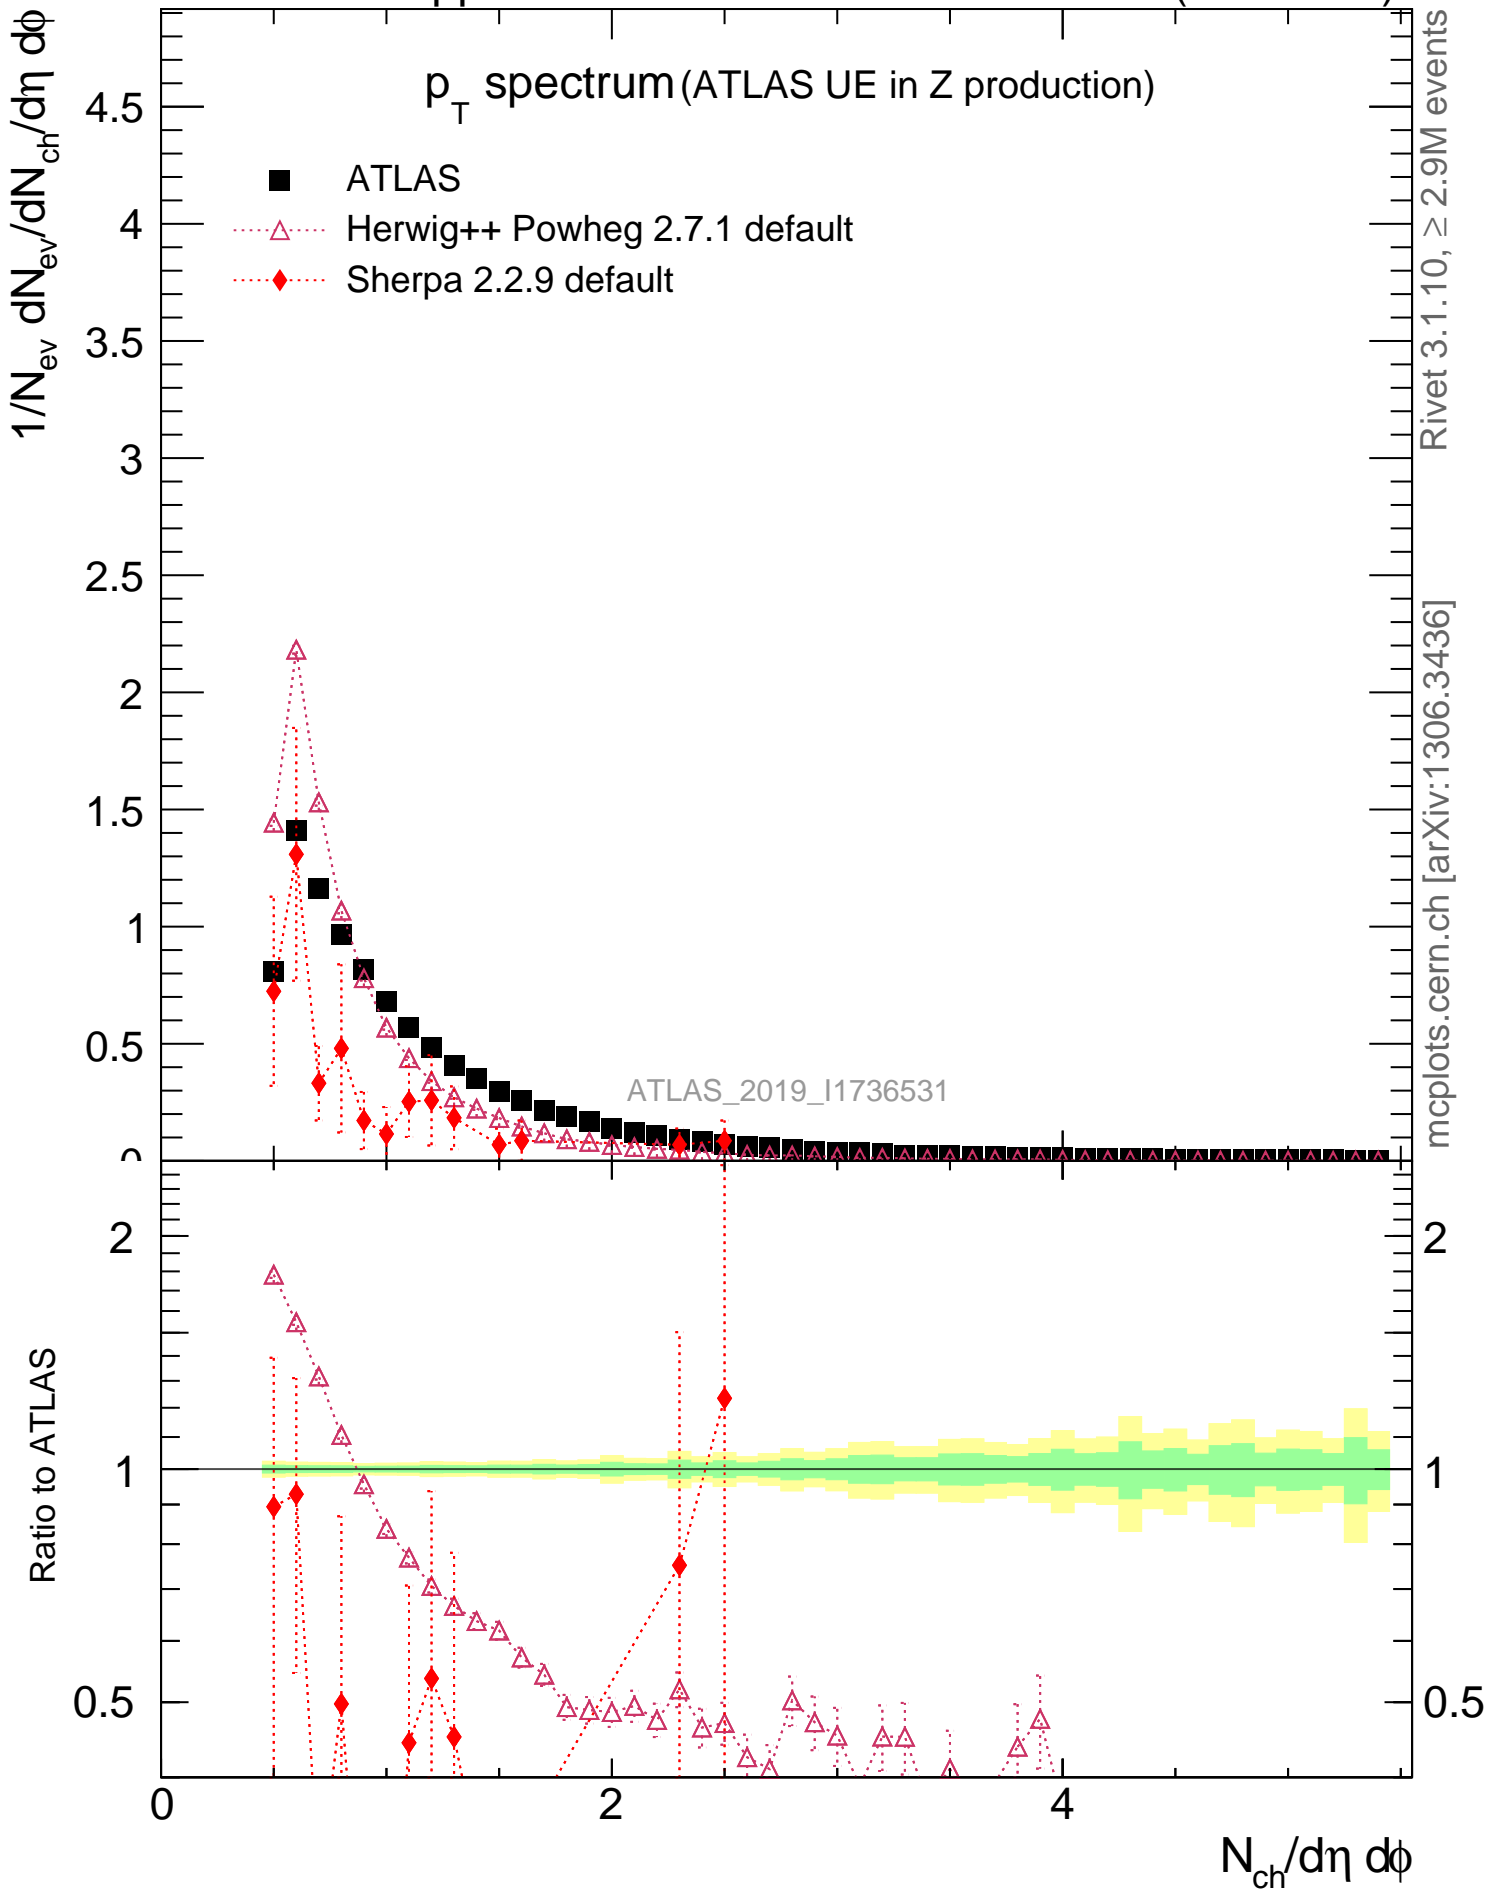 pp
p_T spectrum (ATLAS UE in Z production)
ATLAS
Herwig++ Powheg 2.7.1 default
Sherpa 2.2.9 default
1/N_ev dN_ev/dN_ch/dη dϕ
4.5
4
3.5
3
2.5
2
1.5
1
0.5
0
ATLAS_2019_I1736531
Rivet 3.1.10, ≥ 2.9M events
mcplots.cern.ch [arXiv:1306.3436]
Ratio to ATLAS
2
1
0.5
2
1
0.5
0
2
4
N_ch/dη dϕ